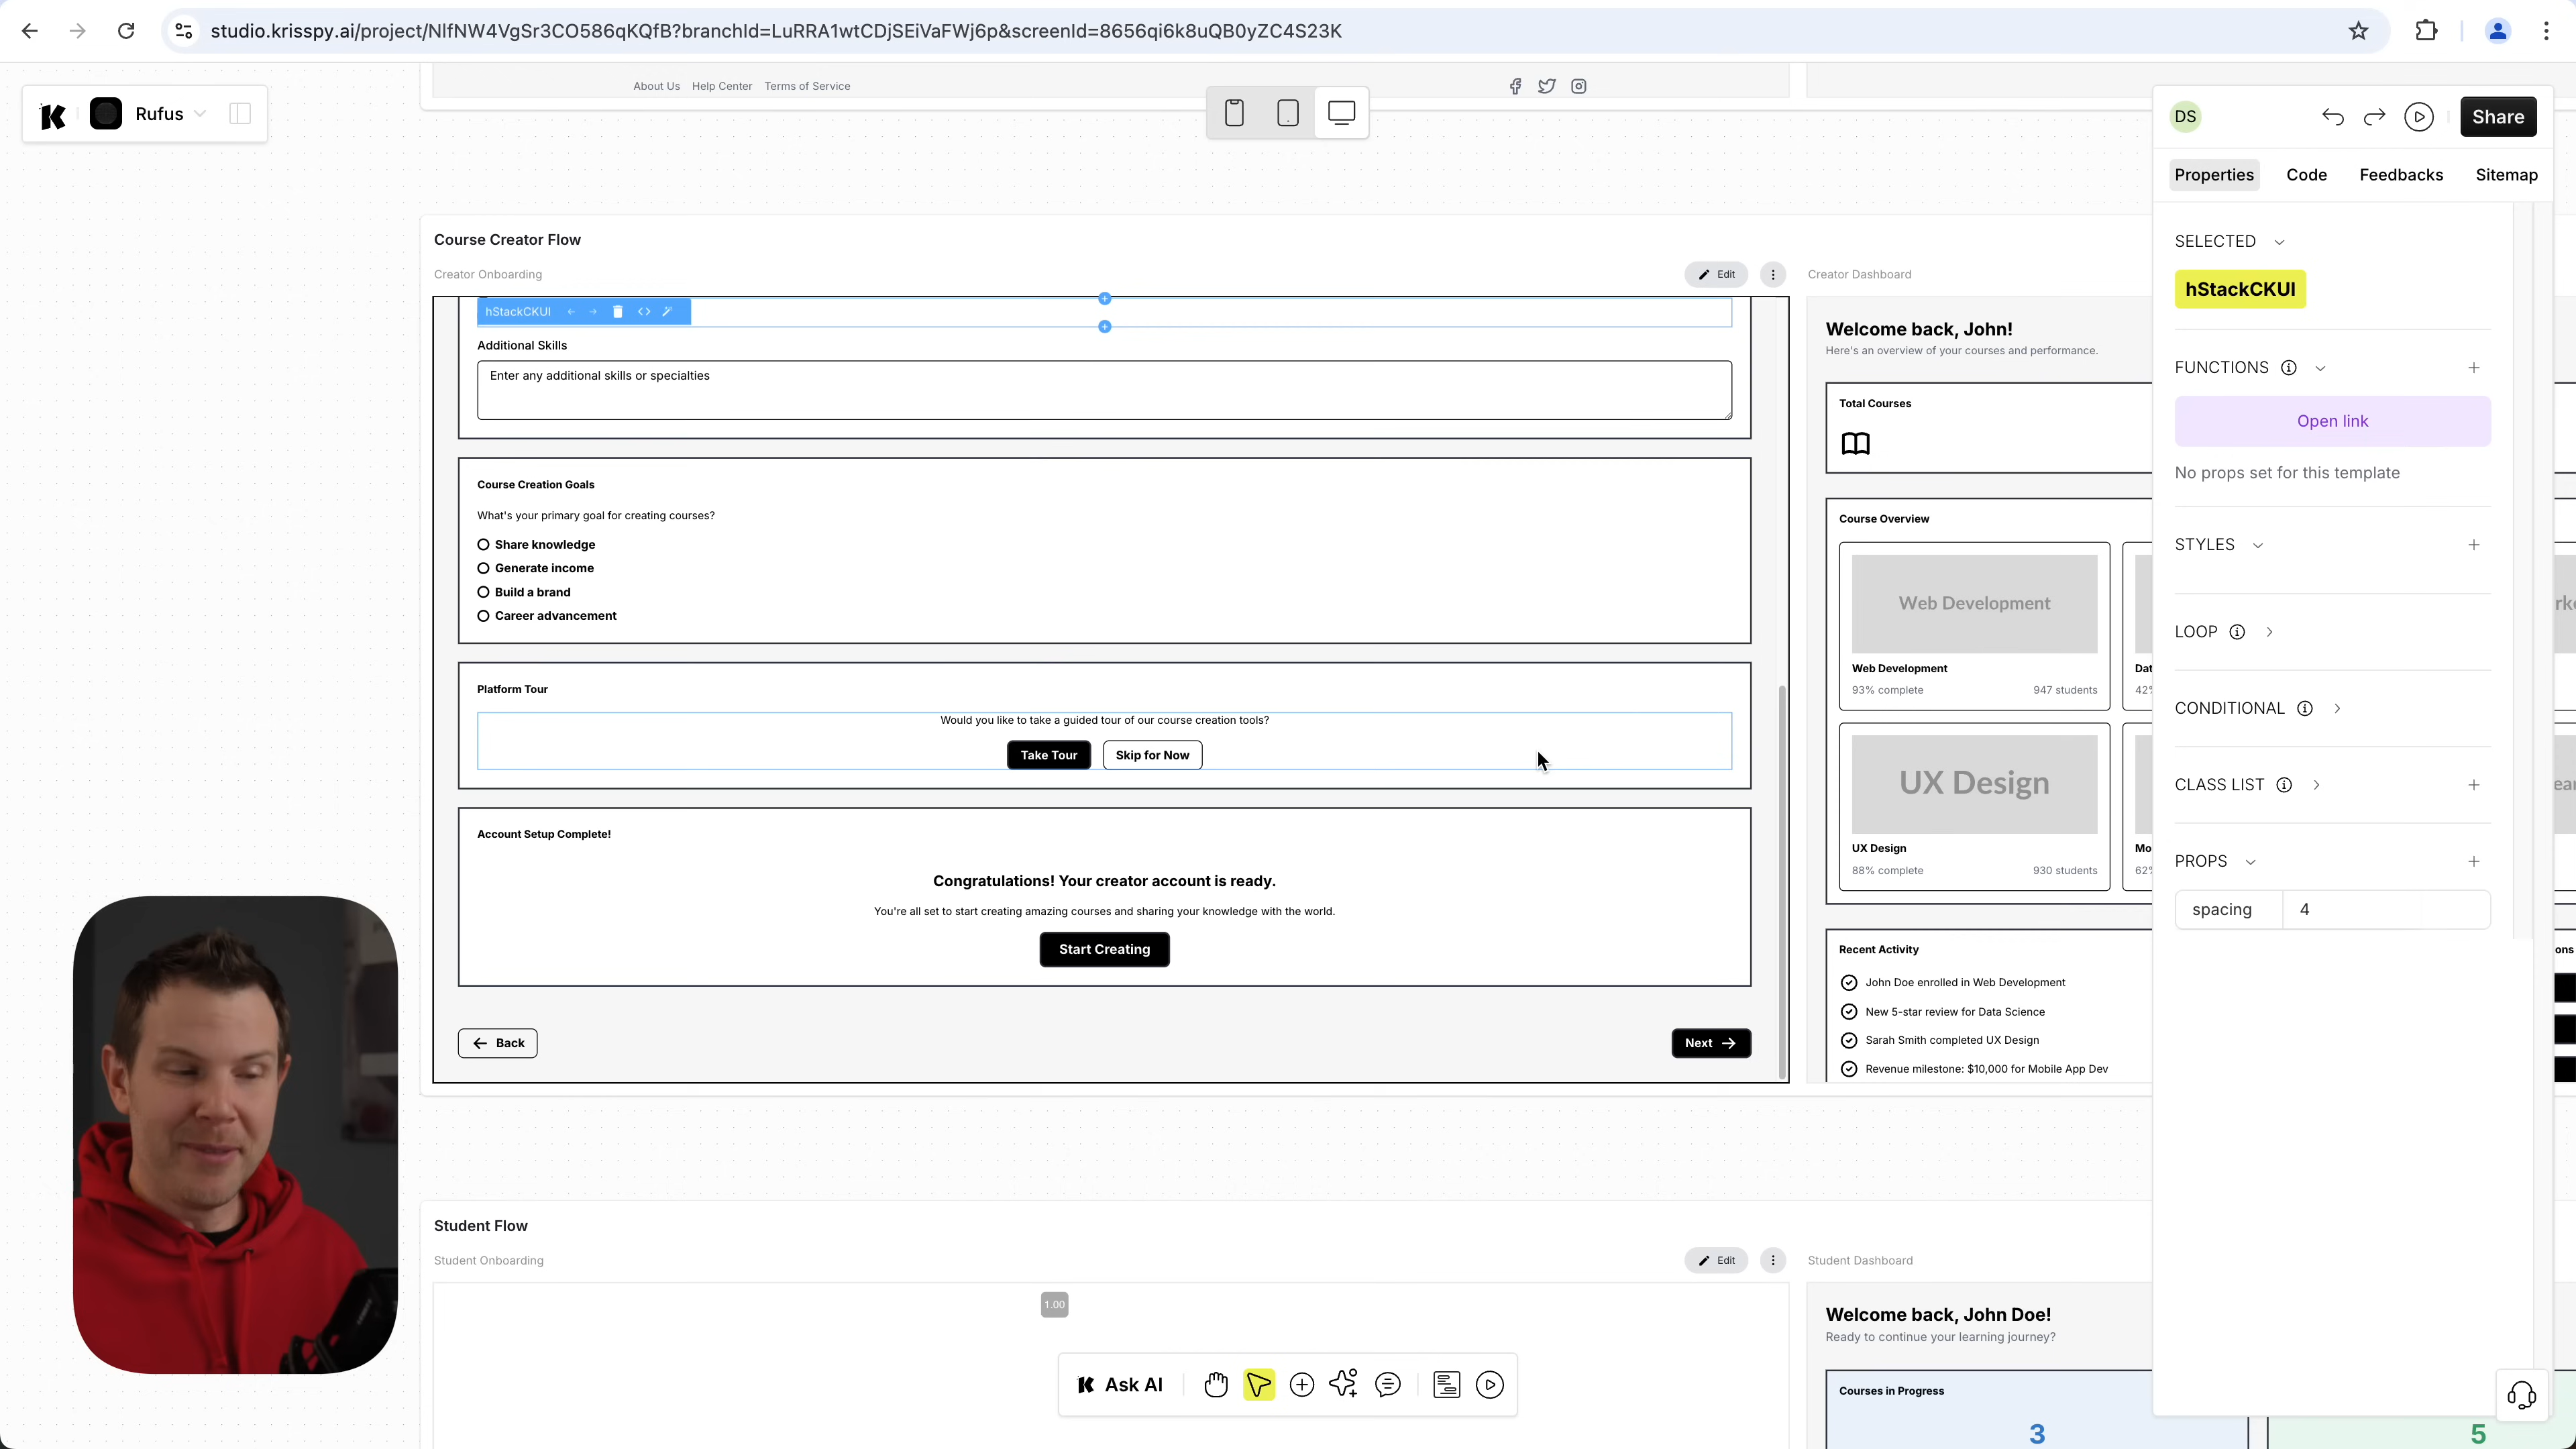 studio.krisspy.ai/project/NlfNW4VgSr3CO586qKQfB?branchId=LuRRA1wtCDjSEiVaFWj6p&screenId=8656qi6k8uQB0yZC4S23K
About Us Help Center Terms of Service
Rufus
DS
Share
Properties Code Feedbacks Sitemap
Course Creator Flow
Creator Onboarding
Edit
hStackCKUI
Additional Skills
Enter any additional skills or specialties
Course Creation Goals
What's your primary goal for creating courses?
Share knowledge
Generate income
Build a brand
Career advancement
Platform Tour
Would you like to take a guided tour of our course creation tools?
Take Tour
Skip for Now
Account Setup Complete!
Congratulations! Your creator account is ready.
You're all set to start creating amazing courses and sharing your knowledge with the world.
Start Creating
Back
Next
Creator Dashboard
Welcome back, John!
Here's an overview of your courses and performance.
Total Courses
Course Overview
Web Development
Web Development
93% complete 947 students
Dat
42%
UX Design
UX Design
88% complete 930 students
Mo
62%
Recent Activity
John Doe enrolled in Web Development
New 5-star review for Data Science
Sarah Smith completed UX Design
Revenue milestone: $10,000 for Mobile App Dev
SELECTED
hStackCKUI
FUNCTIONS
Open link
No props set for this template
STYLES
LOOP
CONDITIONAL
CLASS LIST
PROPS
spacing 4
Student Flow
Student Onboarding
Edit
1.00
Ask AI
Student Dashboard
Welcome back, John Doe!
Ready to continue your learning journey?
Courses in Progress
3
5